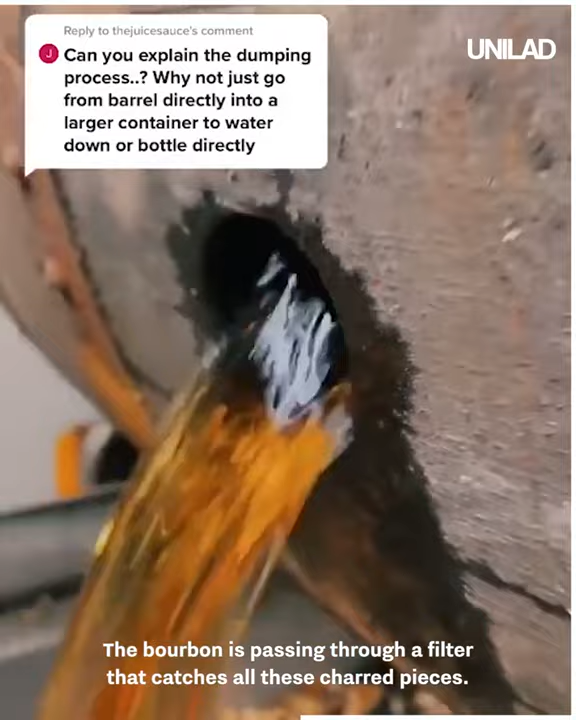 Reply to thejuicesauce's comment
J
Can you explain the dumping
process..? Why not just go
from barrel directly into a
larger container to water
down or bottle directly
UNILAD
The bourbon is passing through a filter
that catches all these charred pieces.